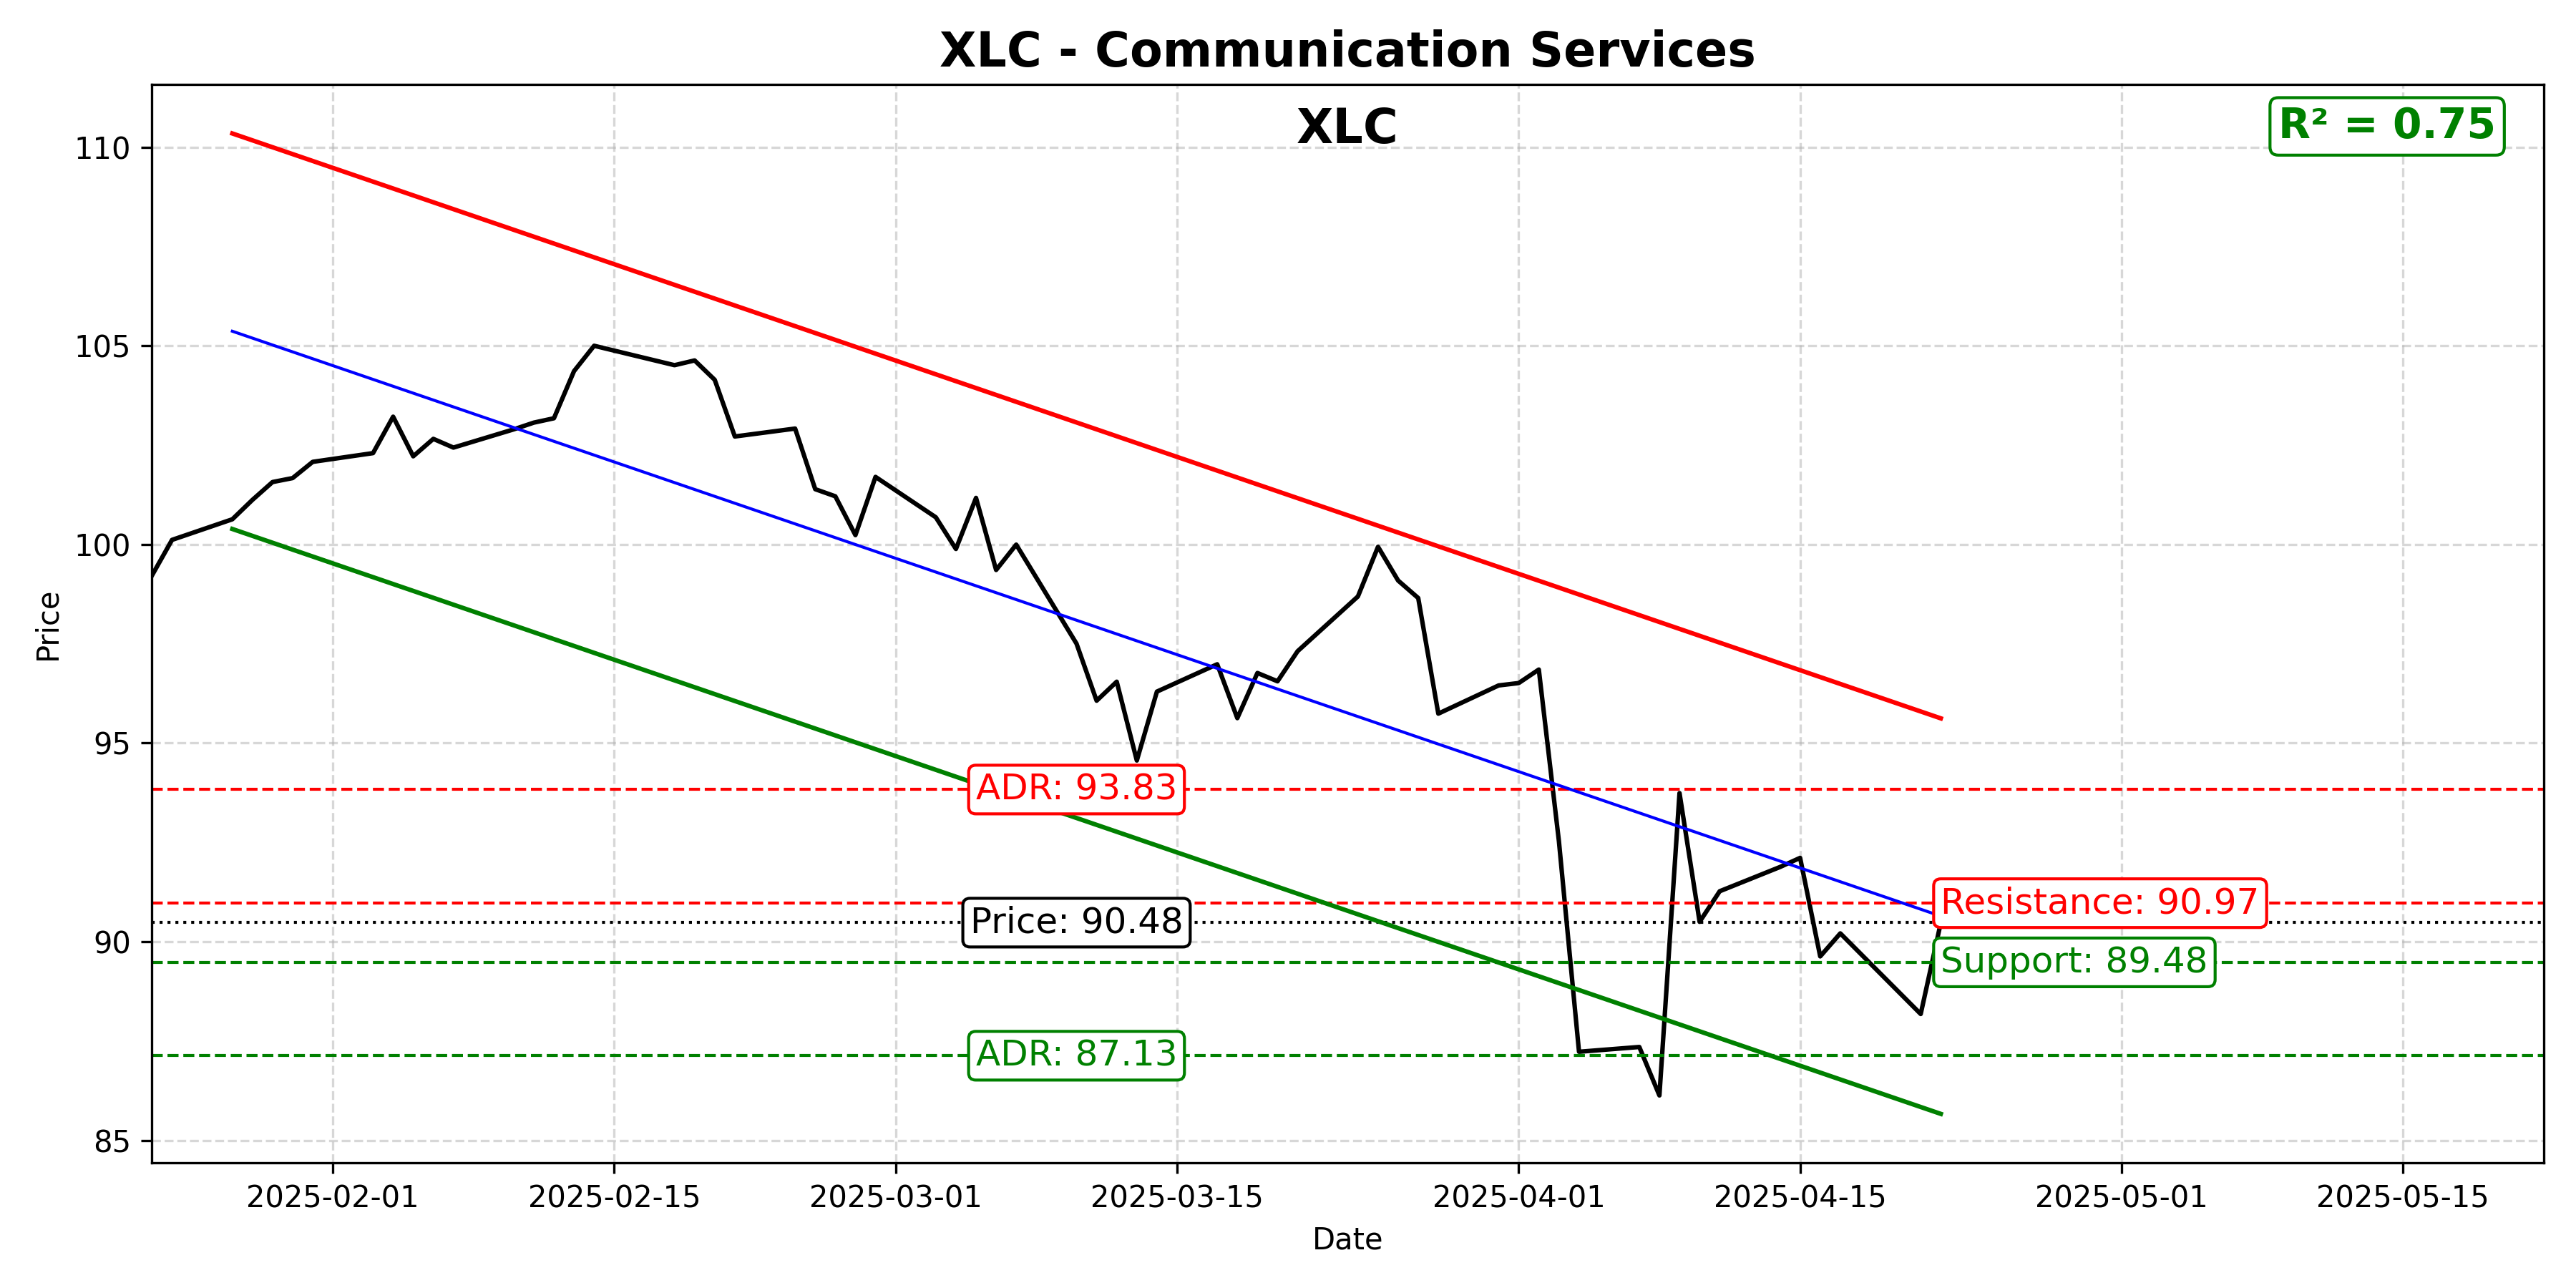 XLC - Communication Services
XLC
R² = 0.75
110
105
100
95
90
85
Price
ADR: 93.83
Resistance: 90.97
Price: 90.48
Support: 89.48
ADR: 87.13
2025-02-01
2025-02-15
2025-03-01
2025-03-15
2025-04-01
2025-04-15
2025-05-01
2025-05-15
Date